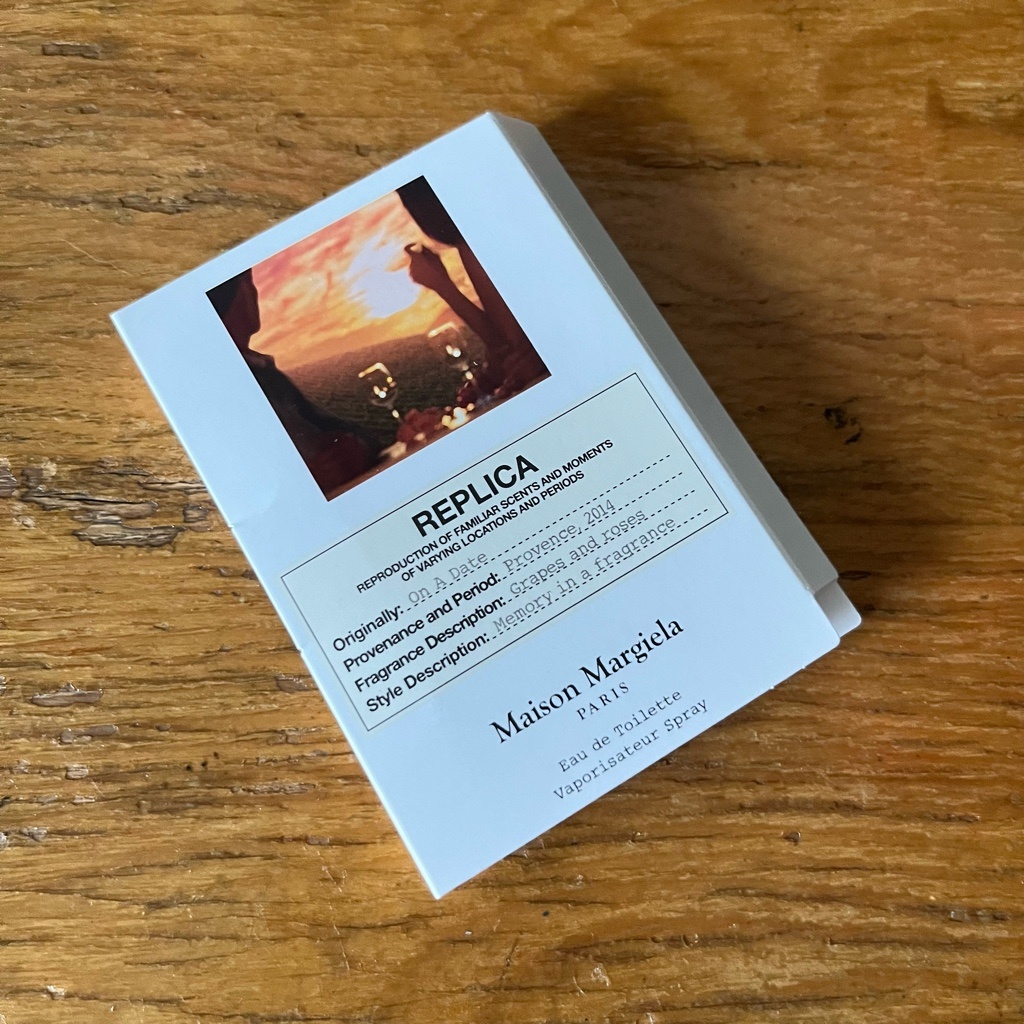 REPLICA
REPRODUCTION OF FAMILIAR SCENTS AND MOMENTS
OF VARYING LOCATIONS AND PERIODS
Originally: On A Date
Provenance and Period: Provence, 2014
Fragrance Description: Grapes and roses
Style Description: Memory in a fragrance
Maison Margiela
PARIS
Eau de Toilette
Vaporisateur Spray